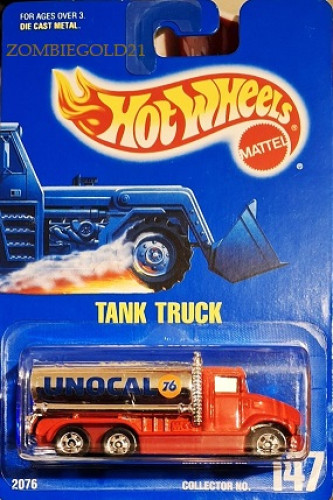 FOR AGES OVER 3.
DIE CAST METAL.
ZOMBIEGOLD21
Hot Wheels
MATTEL
®
TANK TRUCK
UNOCAL 76
2076
COLLECTOR NO.
147